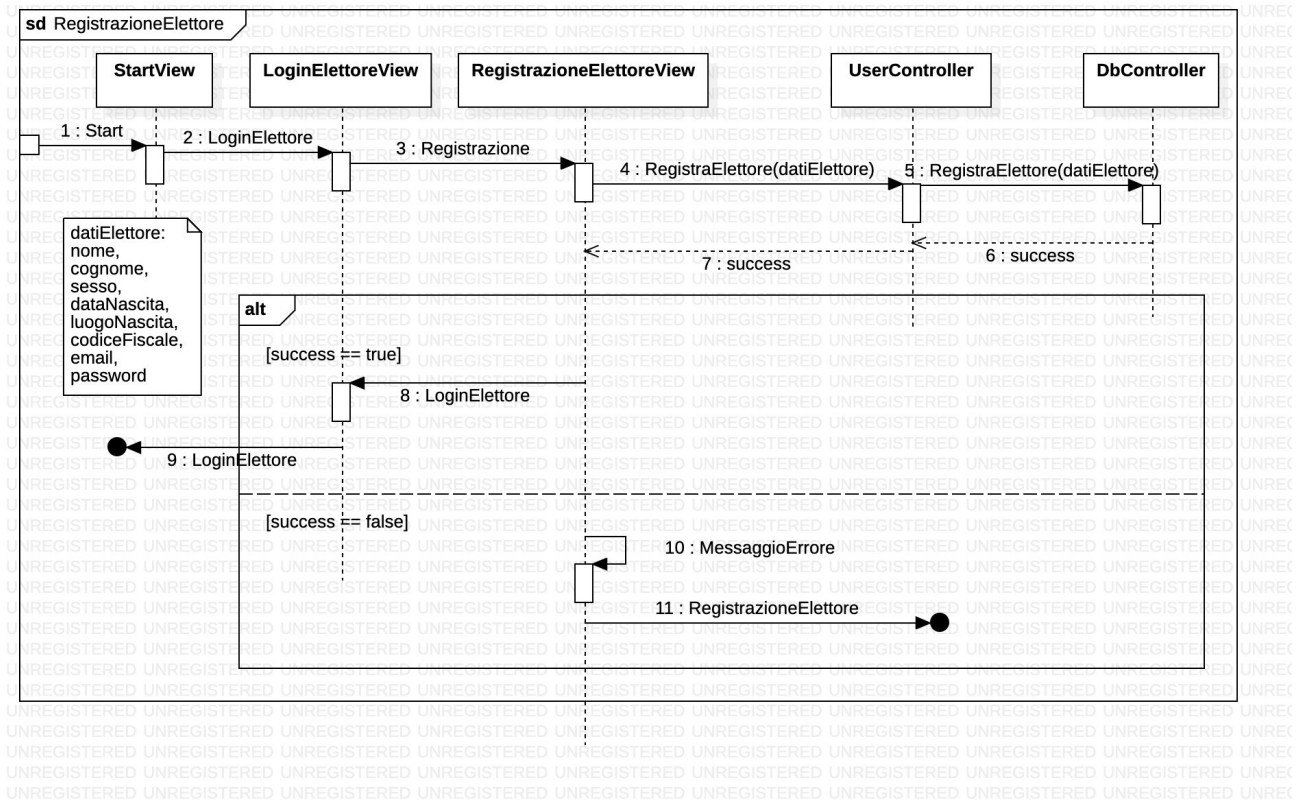 sd RegistrazioneElettore
StartView
LoginElettoreView
RegistrazioneElettoreView
UserController
DbController
1 : Start
2 : LoginElettore
3 : Registrazione
4 : RegistraElettore(datiElettore)
5 : RegistraElettore(datiElettore)
datiElettore:
nome,
cognome,
sesso,
dataNascita,
luogoNascita,
codiceFiscale,
email,
password
6 : success
7 : success
alt
[success == true]
8 : LoginElettore
9 : LoginElettore
[success == false]
10 : MessaggioErrore
11 : RegistrazioneElettore
UNREGISTERED